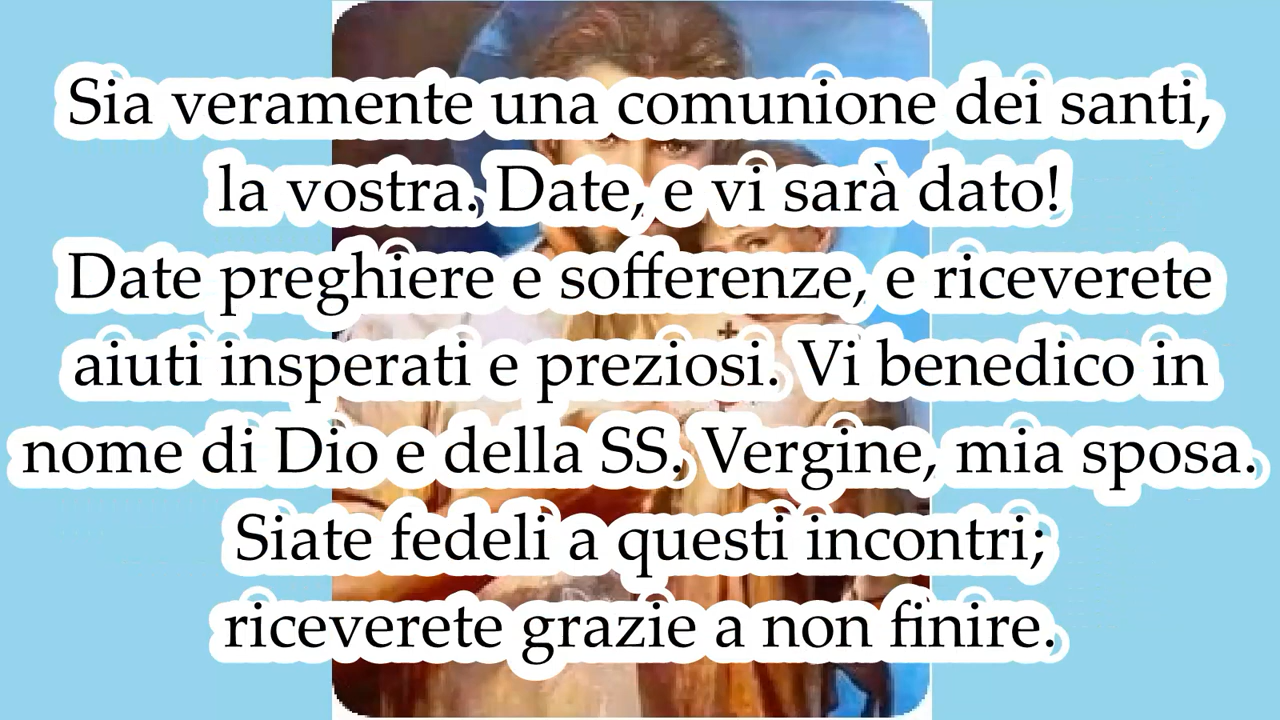 Sia veramente una comunione dei santi,
la vostra. Date, e vi sarà dato!
Date preghiere e sofferenze, e riceverete
aiuti insperati e preziosi. Vi benedico in
nome di Dio e della SS. Vergine, mia sposa.
Siate fedeli a questi incontri;
riceverete grazie a non finire.